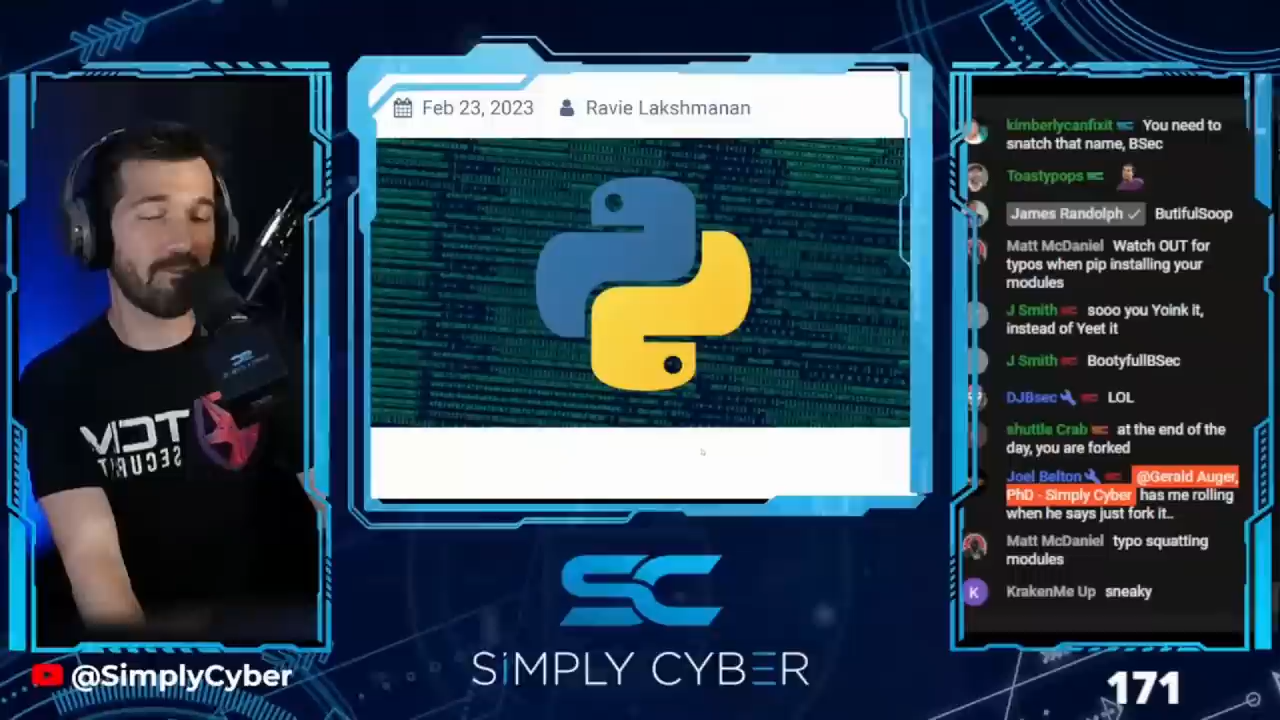 Feb 23, 2023 Ravie Lakshmanan
kimberlycanfixit You need to
snatch that name, BSec
Toastypops
James Randolph ButifulSoop
Matt McDaniel Watch OUT for
typos when pip installing your
modules
J Smith sooo you Yoink it,
instead of Yeet it
J Smith BootyfullBSec
DJBsec LOL
shuttle Crab at the end of the
day, you are forked
Joel Belton @Gerald Auger,
PhD - Simply Cyber has me rolling
when he says just fork it..
Matt McDaniel typo squatting
modules
K KrakenMe Up sneaky
SC
SiMPLY CYBER
@SimplyCyber
171